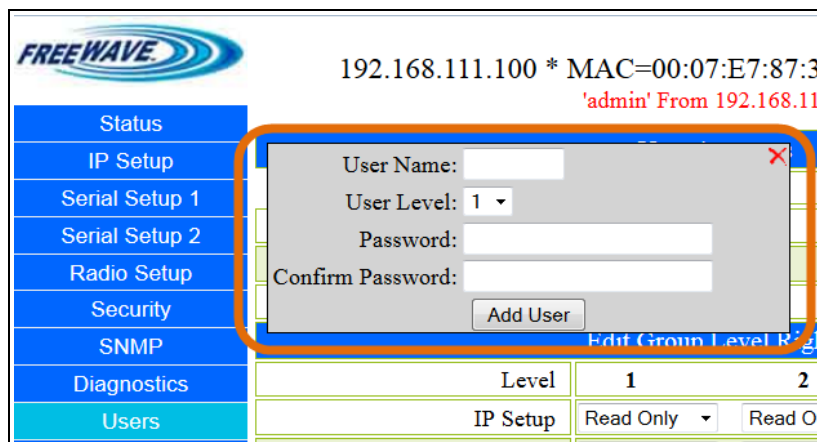 FREEWAVE
192.168.111.100 * MAC=00:07:E7:87:3
'admin' From 192.168.11
Status
IP Setup
Serial Setup 1
Serial Setup 2
Radio Setup
Security
SNMP
Diagnostics
Users
User Name:
User Level: 1
Password:
Confirm Password:
Add User
Edit Group Level Righ
Level 1 2
IP Setup Read Only Read O